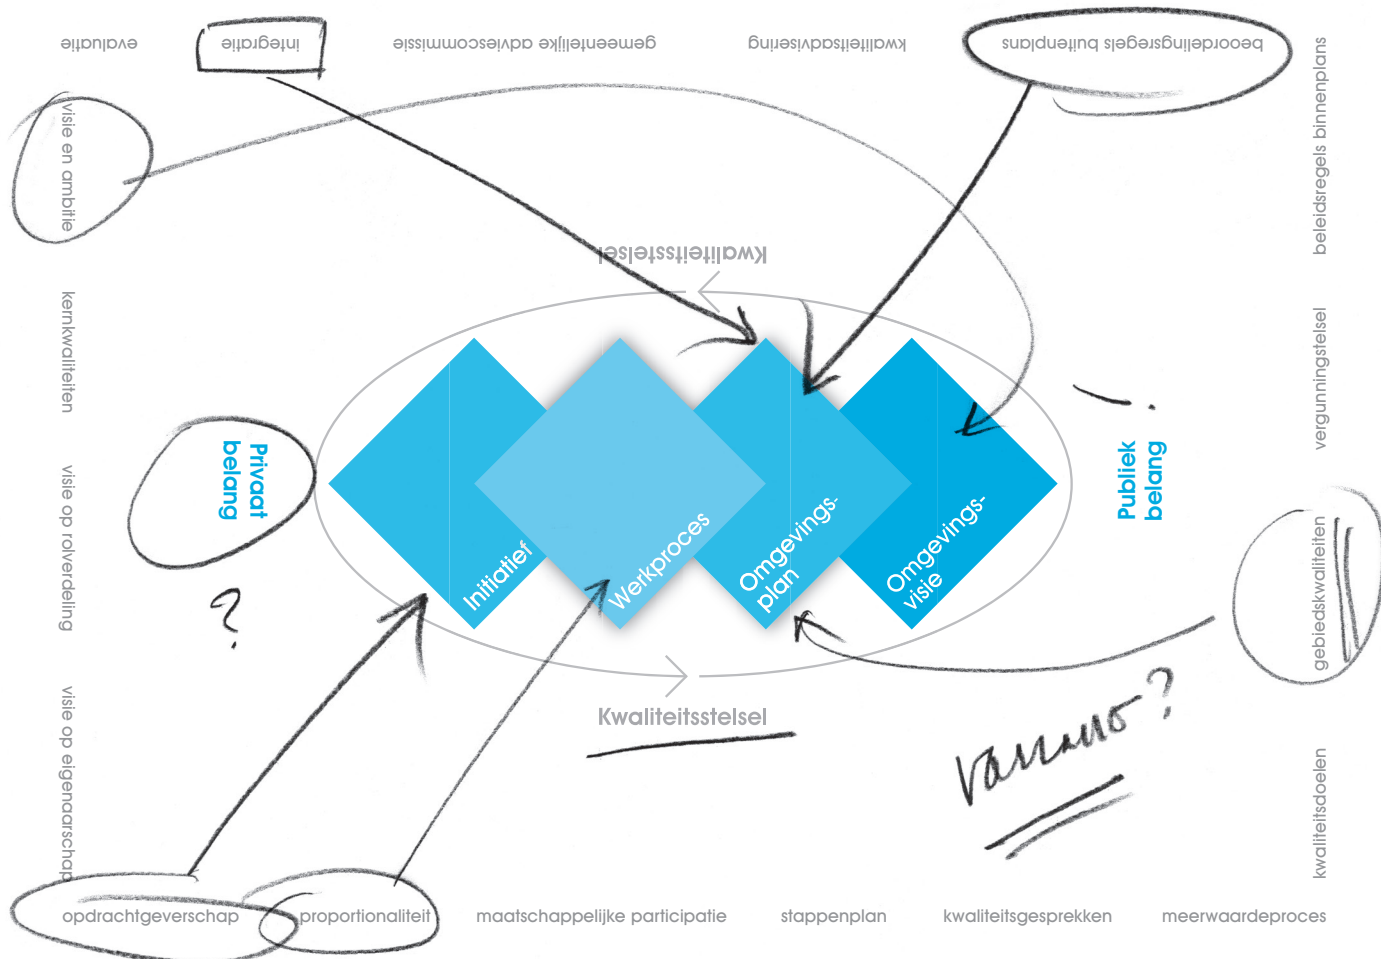 evaluatie
integratie
gemeentelijke adviescommissie
kwaliteitsadvisering
beoordelingsregels buitenplans
visie en ambitie
kernkwaliteiten
visie op rolverdeling
visie op eigenaarschap
beleidsregels binnenplans
vergunningstelsel
gebiedskwaliteiten
kwaliteitsdoelen
Kwaliteitsstelsel
Privaat
belang
?
Initiatief
Werkproces
Omgevings-
plan
Omgevings-
visie
Publiek
belang
Kwaliteitsstelsel
?
opdrachtgeverschap
proportionaliteit
maatschappelijke participatie
stappenplan
kwaliteitsgesprekken
meerwaardeproces